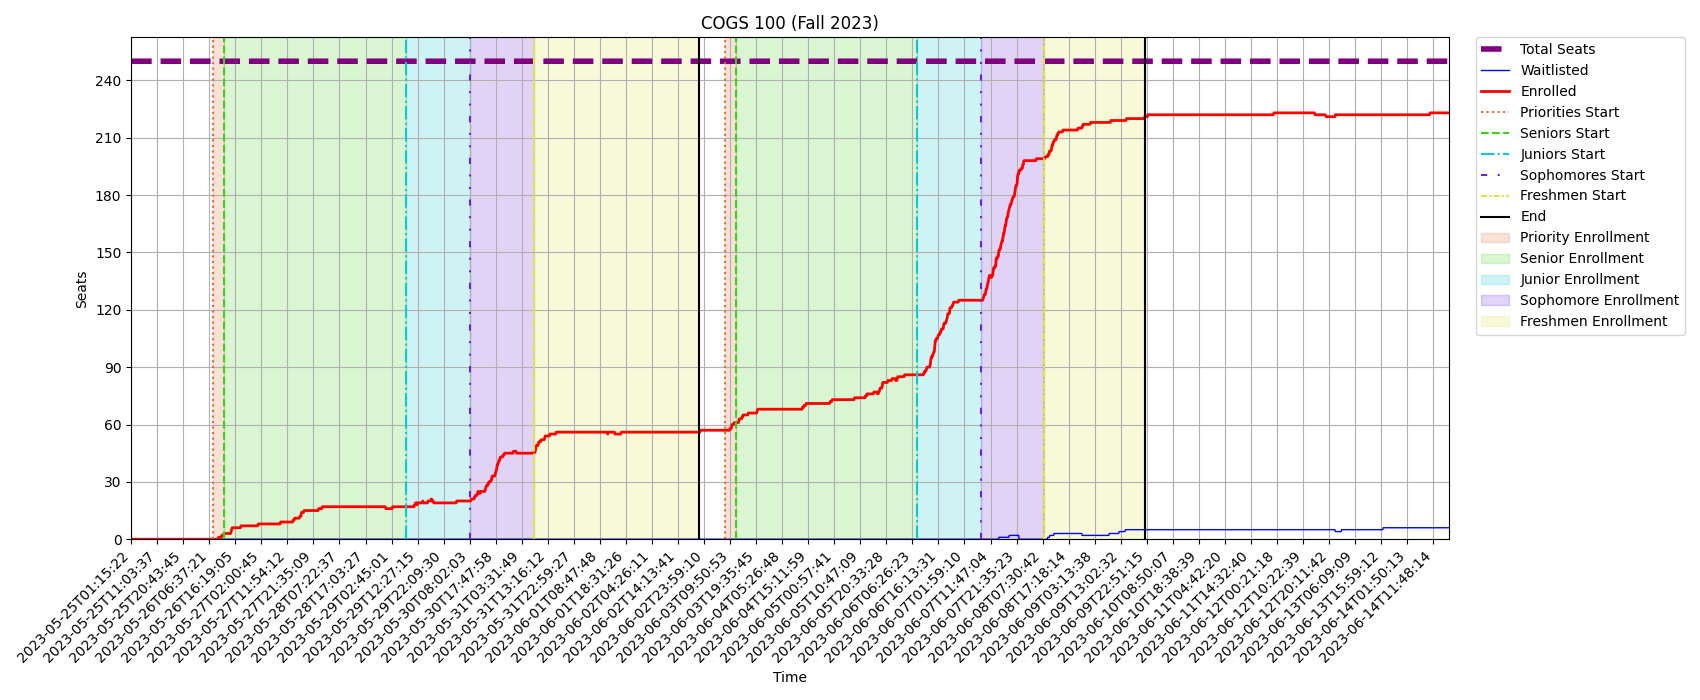 COGS 100 (Fall 2023)
Seats
240
210
180
150
120
90
60
30
0
2023-05-25T01:15:22
2023-05-25T11:03:37
2023-05-25T20:43:45
2023-05-26T06:37:21
2023-05-26T16:19:05
2023-05-27T02:00:45
2023-05-27T11:54:12
2023-05-27T21:35:09
2023-05-28T07:22:37
2023-05-28T17:03:27
2023-05-29T02:45:01
2023-05-29T12:27:15
2023-05-29T22:09:30
2023-05-30T08:02:03
2023-05-30T17:47:58
2023-05-31T03:31:49
2023-05-31T13:16:12
2023-05-31T22:59:27
2023-06-01T08:47:48
2023-06-01T18:31:26
2023-06-02T04:26:11
2023-06-02T14:13:41
2023-06-02T23:59:10
2023-06-03T09:50:53
2023-06-03T19:35:45
2023-06-04T05:26:48
2023-06-04T15:11:59
2023-06-05T00:57:41
2023-06-05T10:47:09
2023-06-05T20:33:28
2023-06-06T06:26:23
2023-06-06T16:13:31
2023-06-07T01:59:10
2023-06-07T11:47:04
2023-06-07T21:35:23
2023-06-08T07:30:42
2023-06-08T17:18:14
2023-06-09T03:13:38
2023-06-09T13:02:32
2023-06-09T22:51:15
2023-06-10T08:50:07
2023-06-10T18:38:39
2023-06-11T04:42:20
2023-06-11T14:32:40
2023-06-12T00:21:18
2023-06-12T10:22:39
2023-06-12T20:11:42
2023-06-13T06:09:09
2023-06-13T15:59:12
2023-06-14T01:50:13
2023-06-14T11:48:14
Time
Total Seats
Waitlisted
Enrolled
Priorities Start
Seniors Start
Juniors Start
Sophomores Start
Freshmen Start
End
Priority Enrollment
Senior Enrollment
Junior Enrollment
Sophomore Enrollment
Freshmen Enrollment